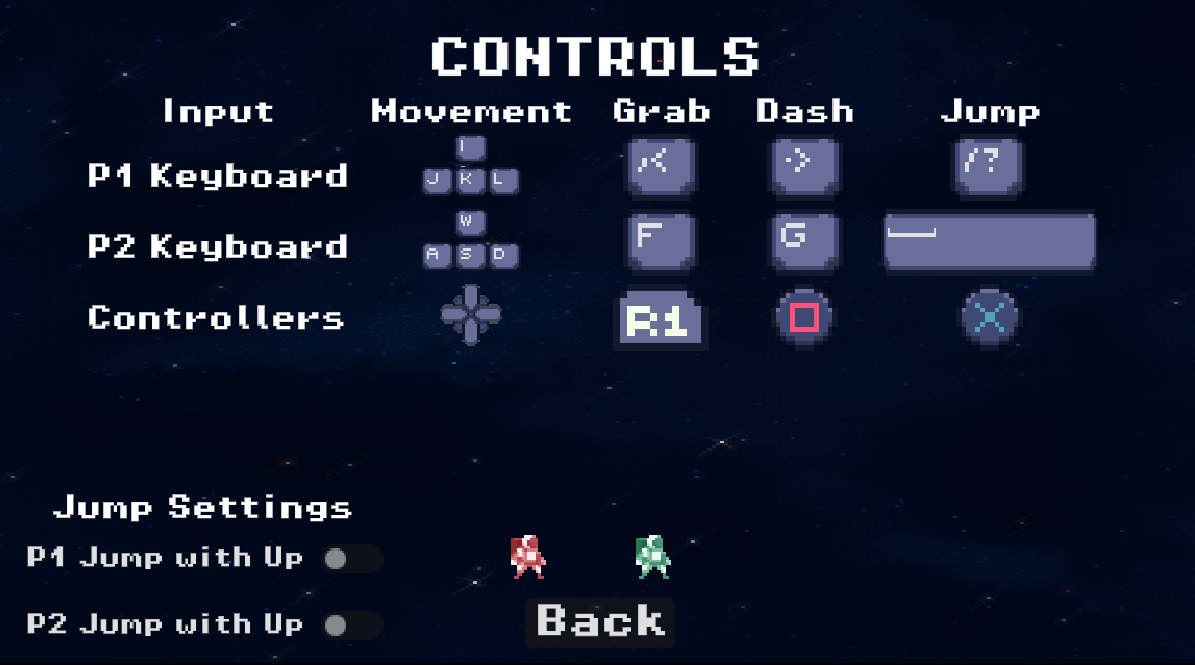 CONTROLS
Input Movement Grab Dash Jump
P1 Keyboard I J K L ,< .> /?
P2 Keyboard W A S D F G
Controllers R1
Jump Settings
P1 Jump with Up
P2 Jump with Up
Back